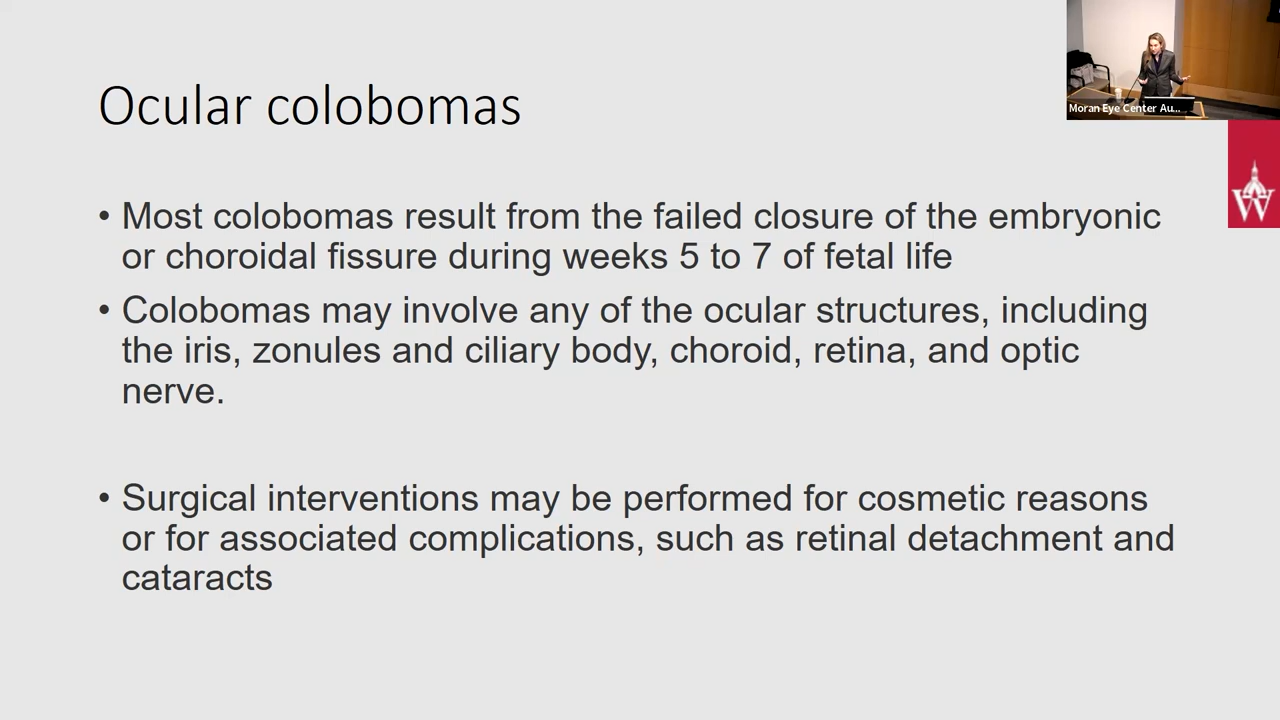 Ocular colobomas
Moran Eye Center Au...
W
• Most colobomas result from the failed closure of the embryonic
or choroidal fissure during weeks 5 to 7 of fetal life
• Colobomas may involve any of the ocular structures, including
the iris, zonules and ciliary body, choroid, retina, and optic
nerve.
• Surgical interventions may be performed for cosmetic reasons
or for associated complications, such as retinal detachment and
cataracts